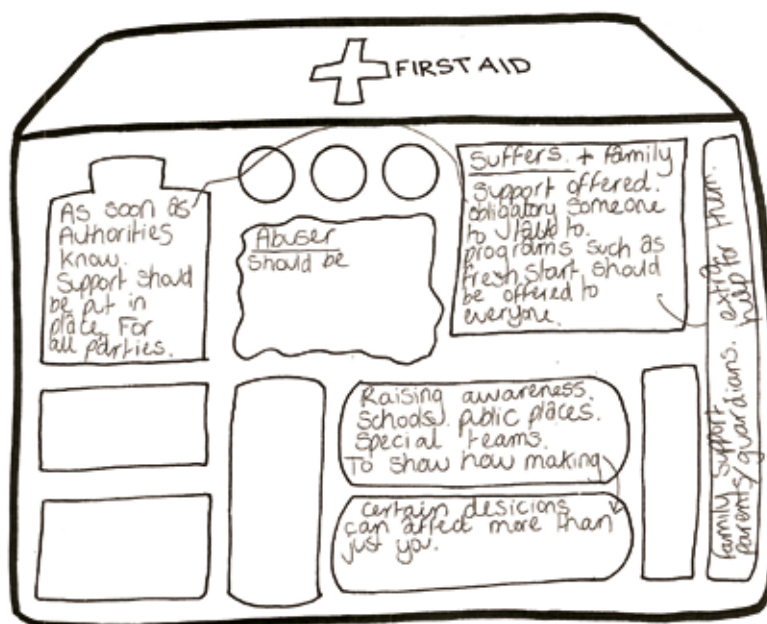 FIRST AID
As soon as
Authorities
know.
Support should
be put in
place. For
all parties.
Abuser
should be
Suffers. + family
Support offered.
obligatory someone
to talk to.
programs such as
fresh start should
be offered to
everyone.
Raising awareness.
Schools. public places.
Special teams.
To show how making
certain desicions
can affect more than
just you.
family support extra
parents/guardians. help for them.